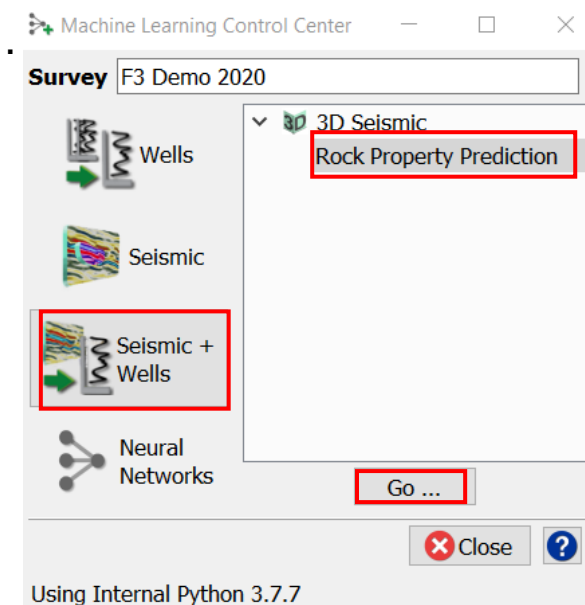 Machine Learning Control Center
Survey F3 Demo 2020
3D 3D Seismic
Rock Property Prediction
Wells
Seismic
Seismic +
Wells
Neural
Networks
Go ...
Close ?
Using Internal Python 3.7.7